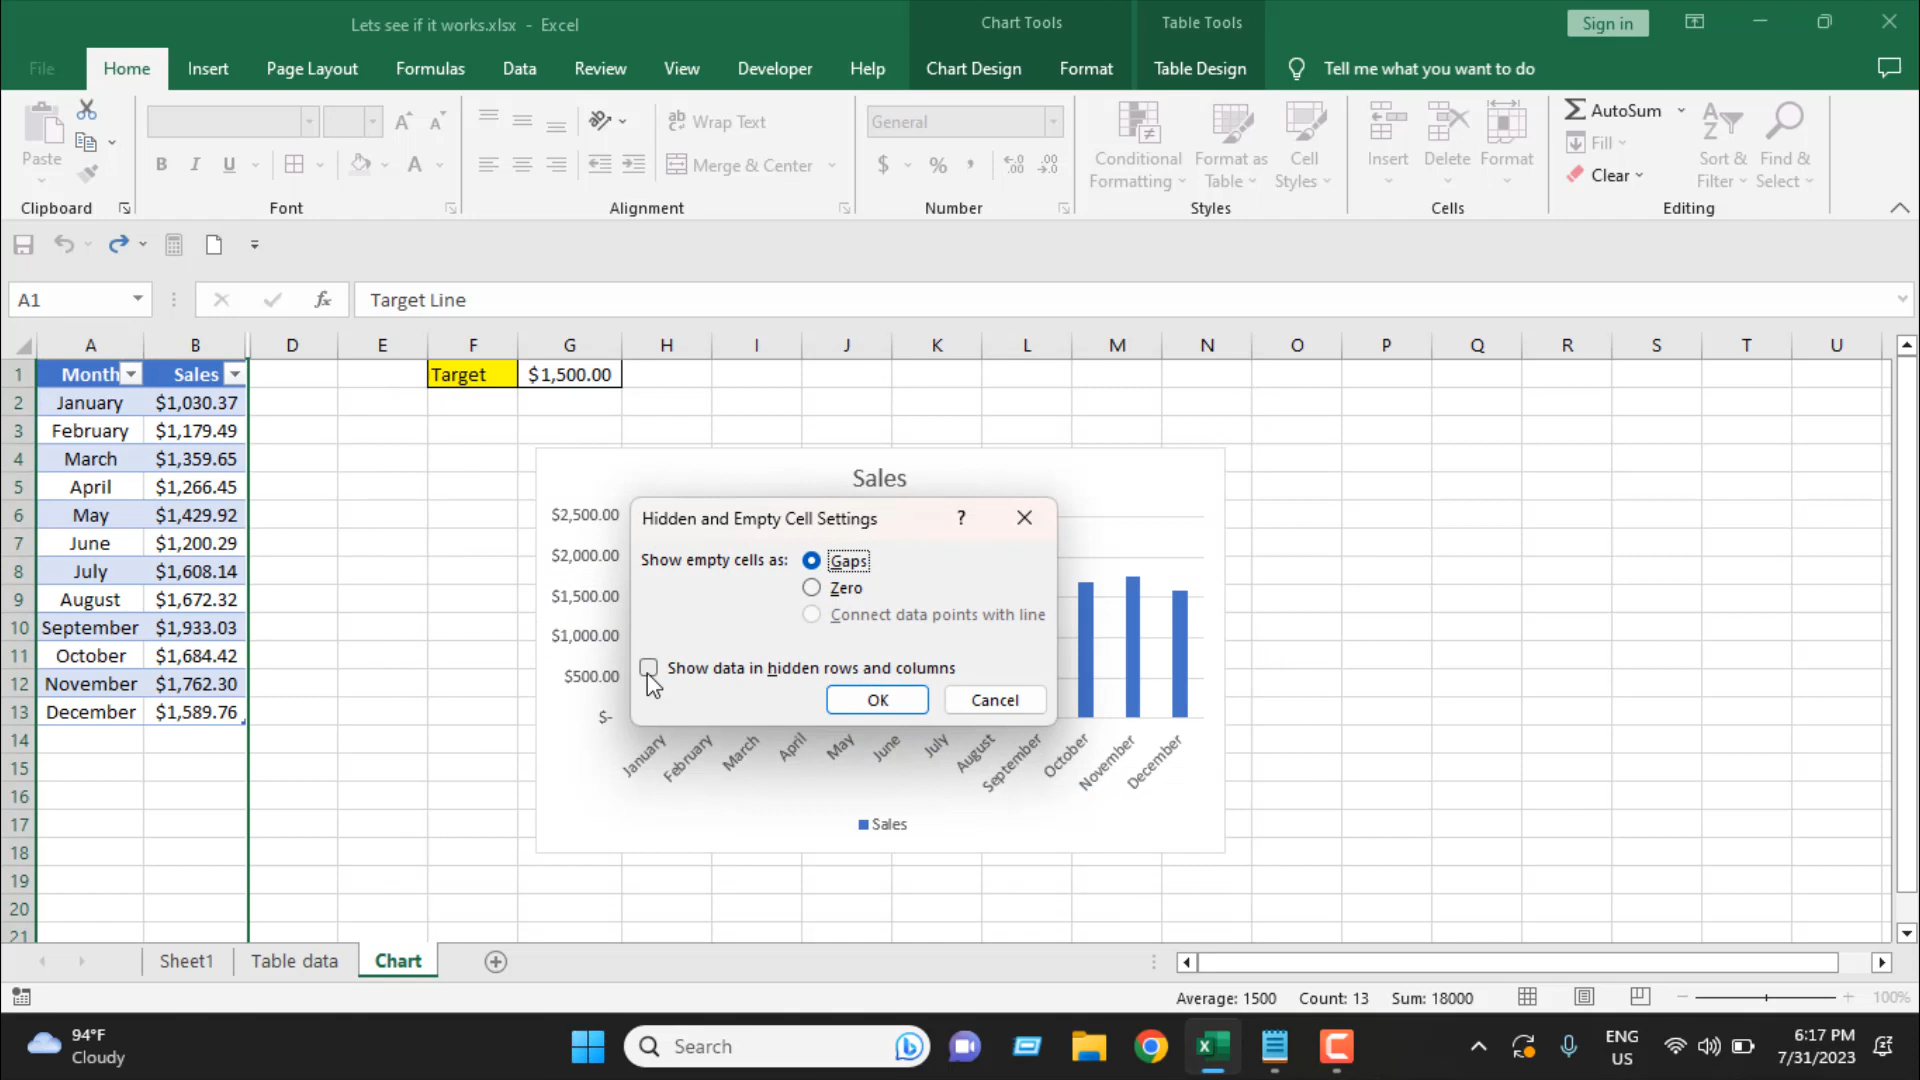 Lets see if it works.xlsx - Excel
Chart Tools
Table Tools
Sign in
File
Home
Insert
Page Layout
Formulas
Data
Review
View
Developer
Help
Chart Design
Format
Table Design
Tell me what you want to do
Paste
B I U
A
A A
ab
Wrap Text
Merge & Center
General
$ % ,
Conditional Formatting
Format as Table
Cell Styles
Insert
Delete
Format
AutoSum
Fill
Clear
Sort & Filter
Find & Select
Clipboard
Font
Alignment
Number
Styles
Cells
Editing
A1
fx
Target Line
A B D E F G H I J K L M N O P Q R S T U
1 Month Sales Target $1,500.00
2 January $1,030.37
3 February $1,179.49
4 March $1,359.65
5 April $1,266.45
6 May $1,429.92
7 June $1,200.29
8 July $1,608.14
9 August $1,672.32
10 September $1,933.03
11 October $1,684.42
12 November $1,762.30
13 December $1,589.76
14
15
16
17
18
19
20
21
Sales
$2,500.00
$2,000.00
$1,500.00
$1,000.00
$500.00
$-
January February March April May June July August September October November December
Sales
Hidden and Empty Cell Settings ?
Show empty cells as:
Gaps
Zero
Connect data points with line
Show data in hidden rows and columns
OK
Cancel
Sheet1
Table data
Chart
Average: 1500 Count: 13 Sum: 18000
100%
94°F
Cloudy
Search
ENG
US
6:17 PM
7/31/2023